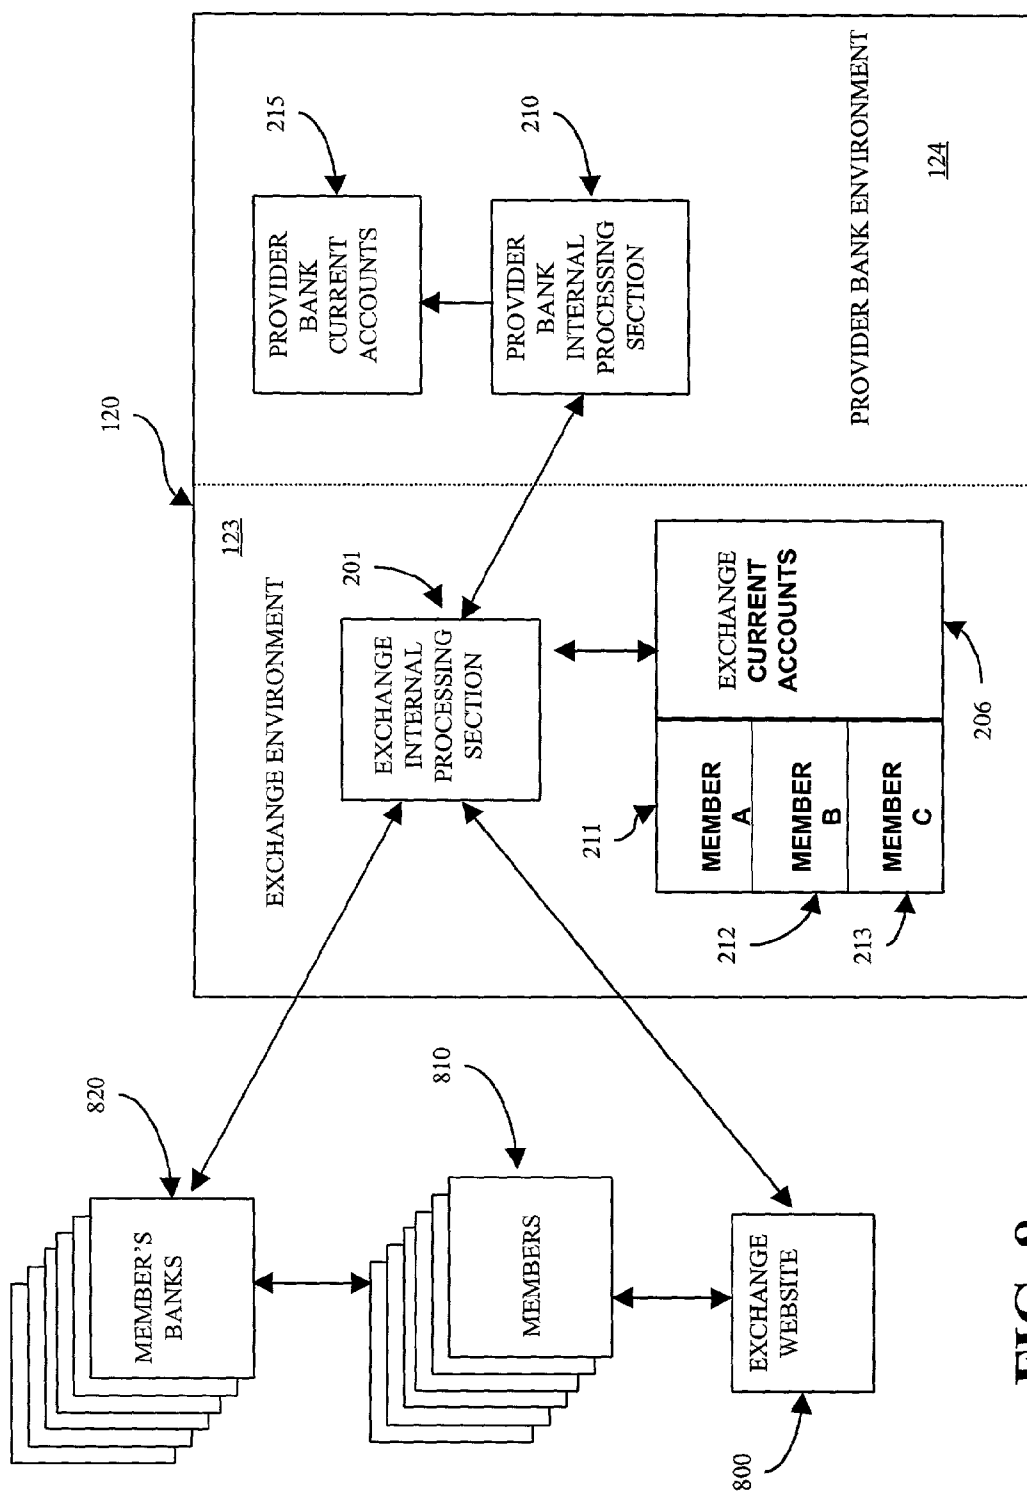 820
MEMBER'S
BANKS
810
MEMBERS
800
EXCHANGE
WEBSITE
120
123
EXCHANGE ENVIRONMENT
201
EXCHANGE
INTERNAL
PROCESSING
SECTION
211
MEMBER
A
212
MEMBER
B
213
MEMBER
C
EXCHANGE
CURRENT
ACCOUNTS
206
215
PROVIDER
BANK
CURRENT
ACCOUNTS
210
PROVIDER
BANK
INTERNAL
PROCESSING
SECTION
PROVIDER BANK ENVIRONMENT
124
FIG.